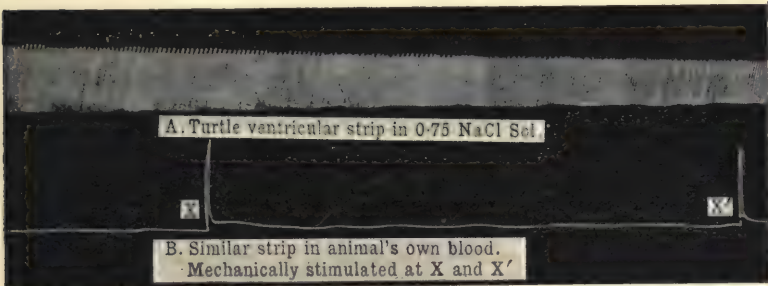 A. Turtle ventricular strip in 0·75 NaCl Sol.
X
X′
B. Similar strip in animal's own blood.
Mechanically stimulated at X and X′